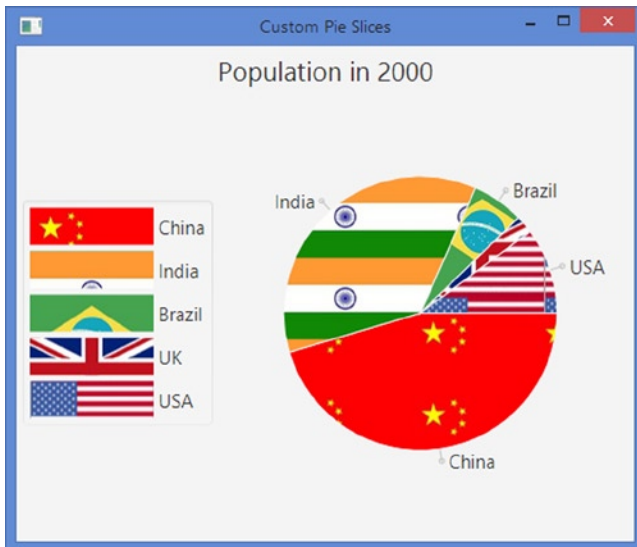 Custom Pie Slices
Population in 2000
China
India
Brazil
UK
USA
India
Brazil
USA
China